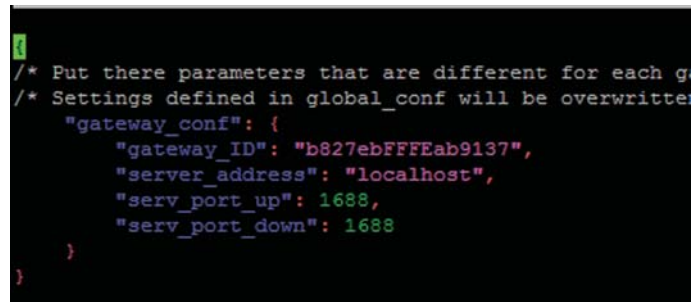 {
/* Put there parameters that are different for each
/* Settings defined in global_conf will be overwritten
"gateway_conf": {
"gateway_ID": "b827ebFFFEab9137",
"server_address": "localhost",
"serv_port_up": 1688,
"serv_port_down": 1688
}
}